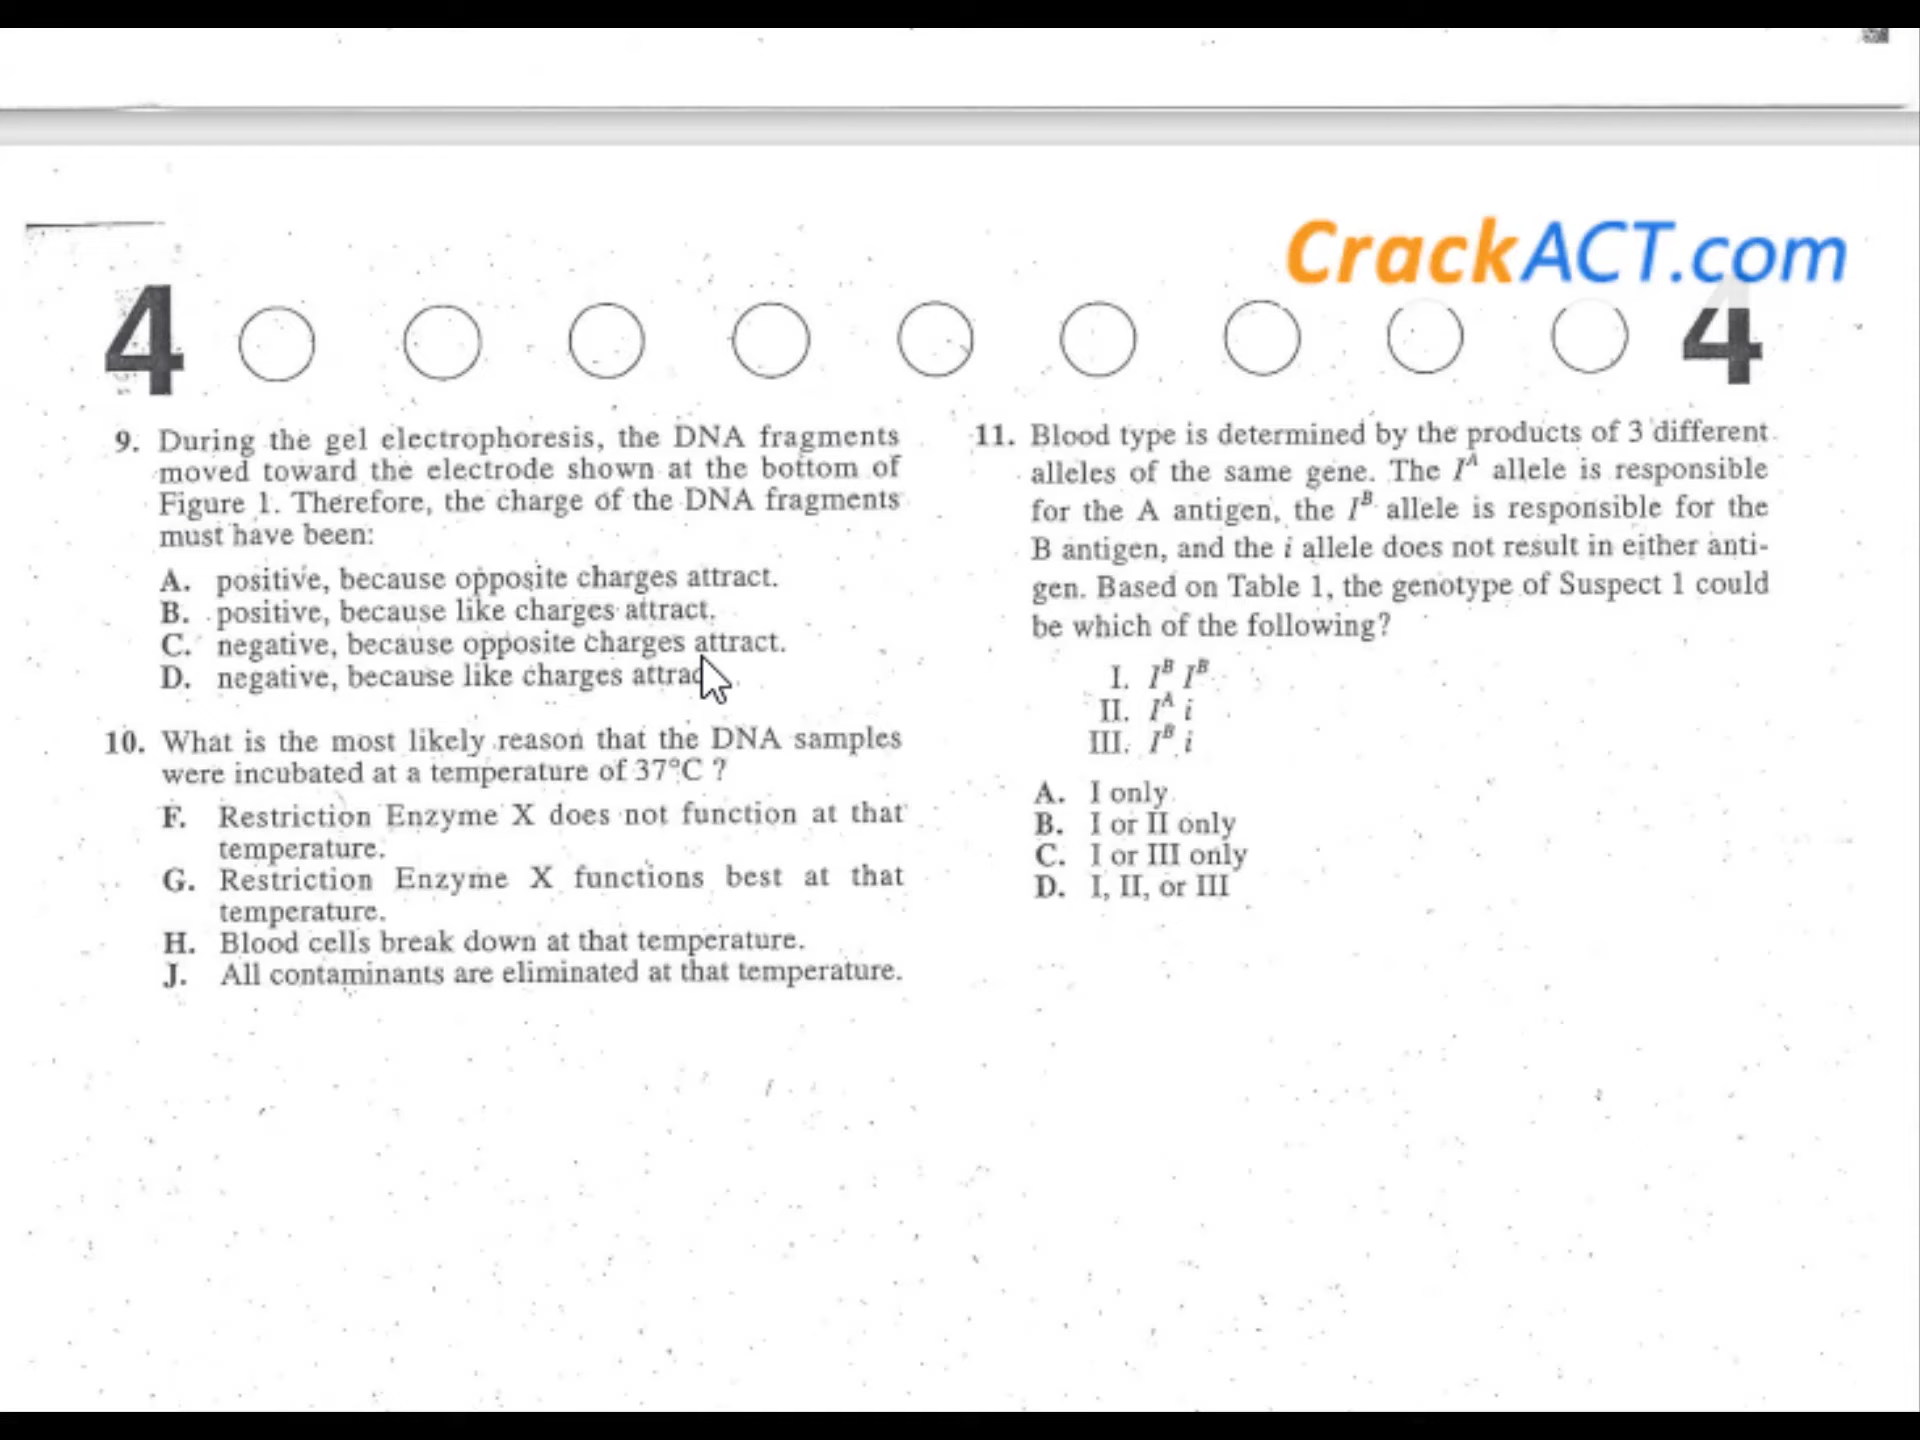 CrackACT.com
4 4
9. During the gel electrophoresis, the DNA fragments
moved toward the electrode shown at the bottom of
Figure 1. Therefore, the charge of the DNA fragments
must have been:
A. positive, because opposite charges attract.
B. positive, because like charges attract.
C. negative, because opposite charges attract.
D. negative, because like charges
10. What is the most likely reason that the DNA samples
were incubated at a temperature of 37°C ?
F. Restriction Enzyme X does not function at that
temperature.
G. Restriction Enzyme X functions best at that
temperature.
H. Blood cells break down at that temperature.
J. All contaminants are eliminated at that temperature.
11. Blood type is determined by the products of 3 different
alleles of the same gene. The I^A allele is responsible
for the A antigen, the I^B allele is responsible for the
B antigen, and the i allele does not result in either anti-
gen. Based on Table 1, the genotype of Suspect 1 could
be which of the following?
I. I^B I^B
II. I^A i
III. I^B i
A. I only
B. I or II only
C. I or III only
D. I, II, or III